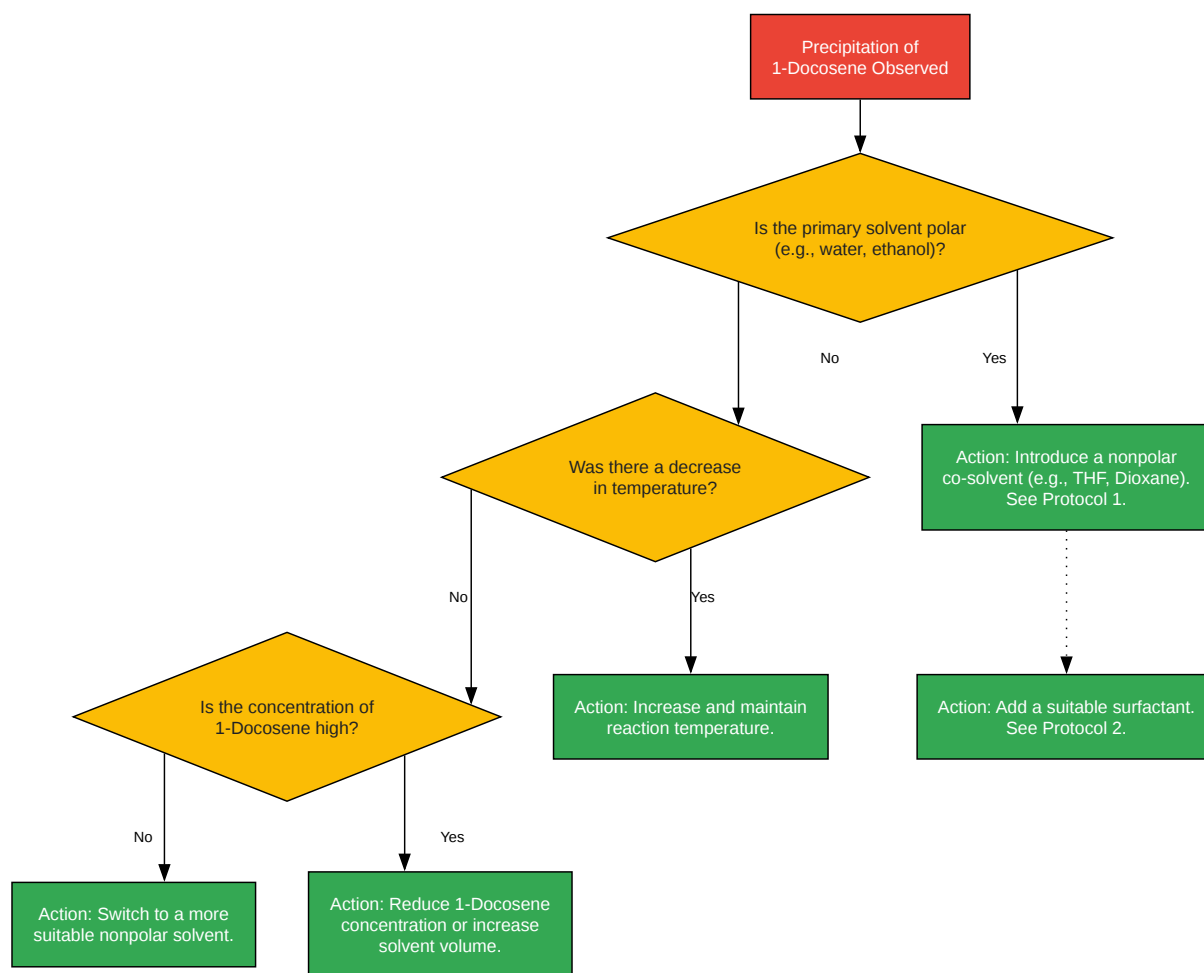 Precipitation of
1-Docosene Observed
Is the primary solvent polar
(e.g., water, ethanol)?
No
Yes
Was there a decrease
in temperature?
Action: Introduce a nonpolar
co-solvent (e.g., THF, Dioxane).
See Protocol 1.
No
Yes
Is the concentration of
1-Docosene high?
Action: Increase and maintain
reaction temperature.
Action: Add a suitable surfactant.
See Protocol 2.
No
Yes
Action: Switch to a more
suitable nonpolar solvent.
Action: Reduce 1-Docosene
concentration or increase
solvent volume.